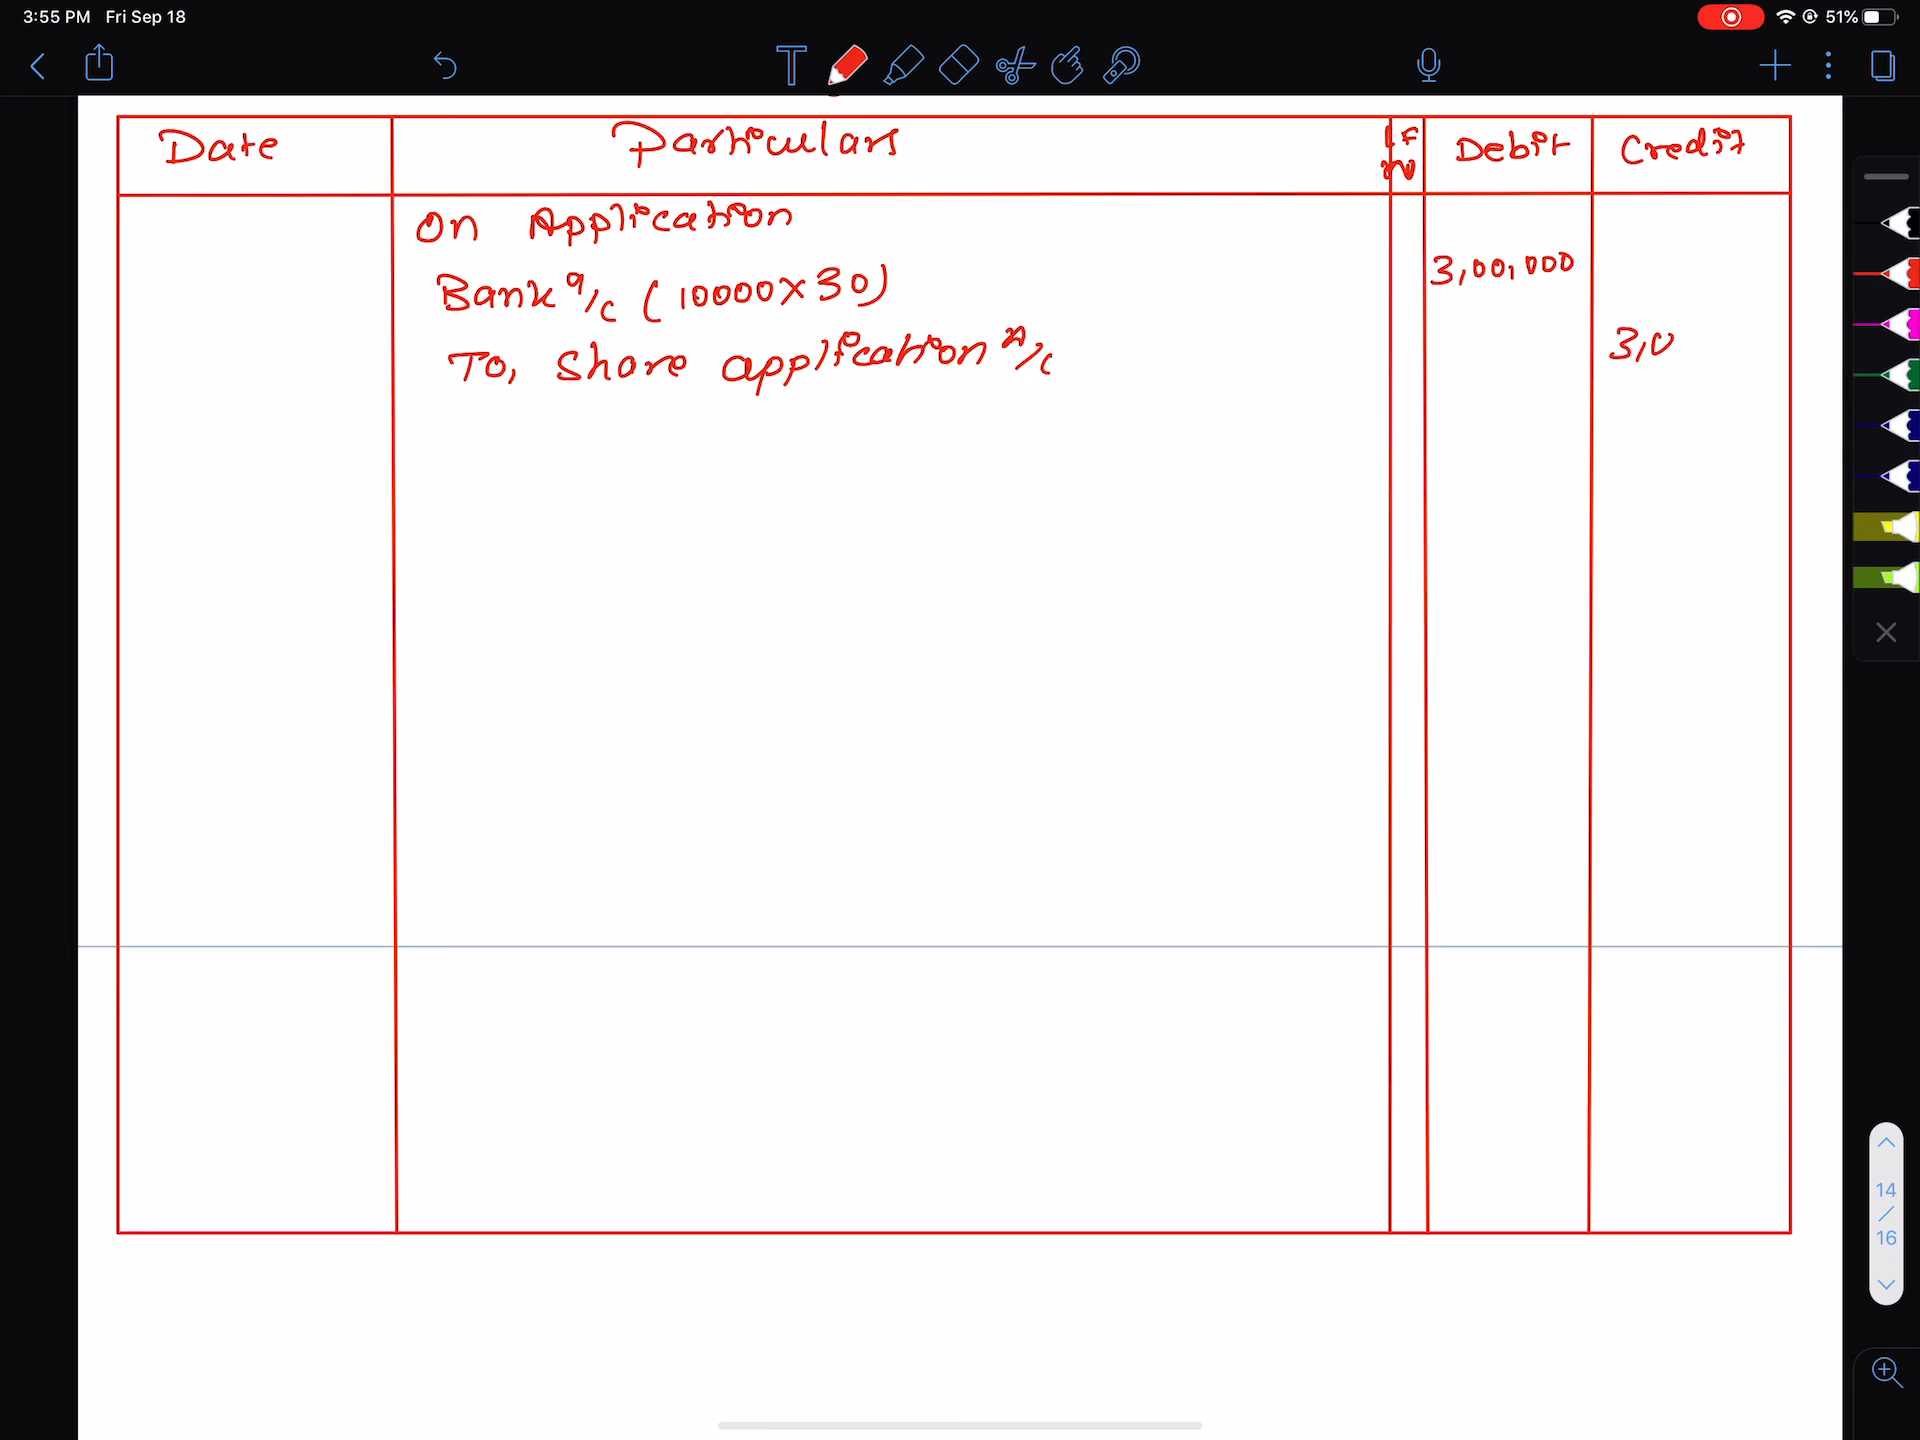 3:55 PM Fri Sep 18 51%
Date Particulars LF no Debit Credit
On Application
Bank a/c (10000x30) 3,00,000
To, Share application A/c 3,0
14
/
16